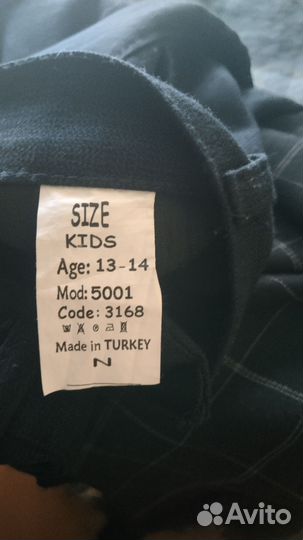 SIZE
KIDS
Age: 13-14
Mod: 5001
Code: 3168
Made in TURKEY
N
Avito